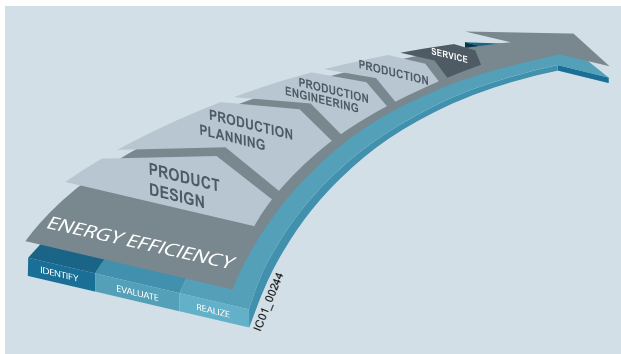 SERVICE
PRODUCTION
PRODUCTION
ENGINEERING
PRODUCTION
PLANNING
PRODUCT
DESIGN
ENERGY EFFICIENCY
IDENTIFY
EVALUATE
REALIZE
IC01_00244